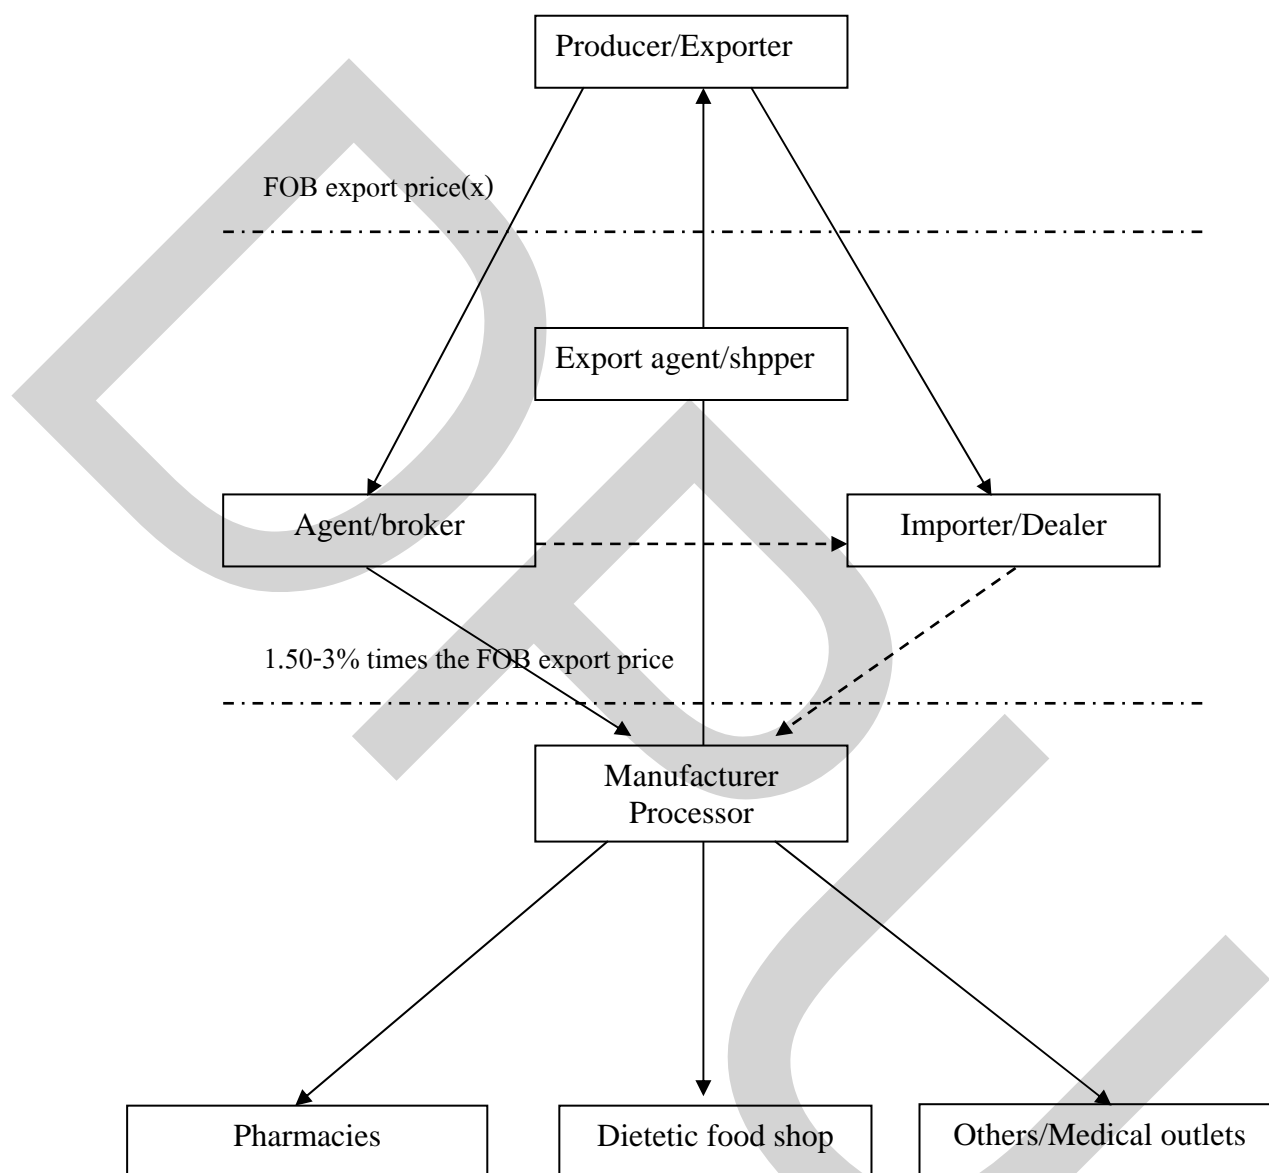 Producer/Exporter
FOB export price(x)
Export agent/shpper
Agent/broker
Importer/Dealer
1.50-3% times the FOB export price
Manufacturer
Processor
Pharmacies
Dietetic food shop
Others/Medical outlets